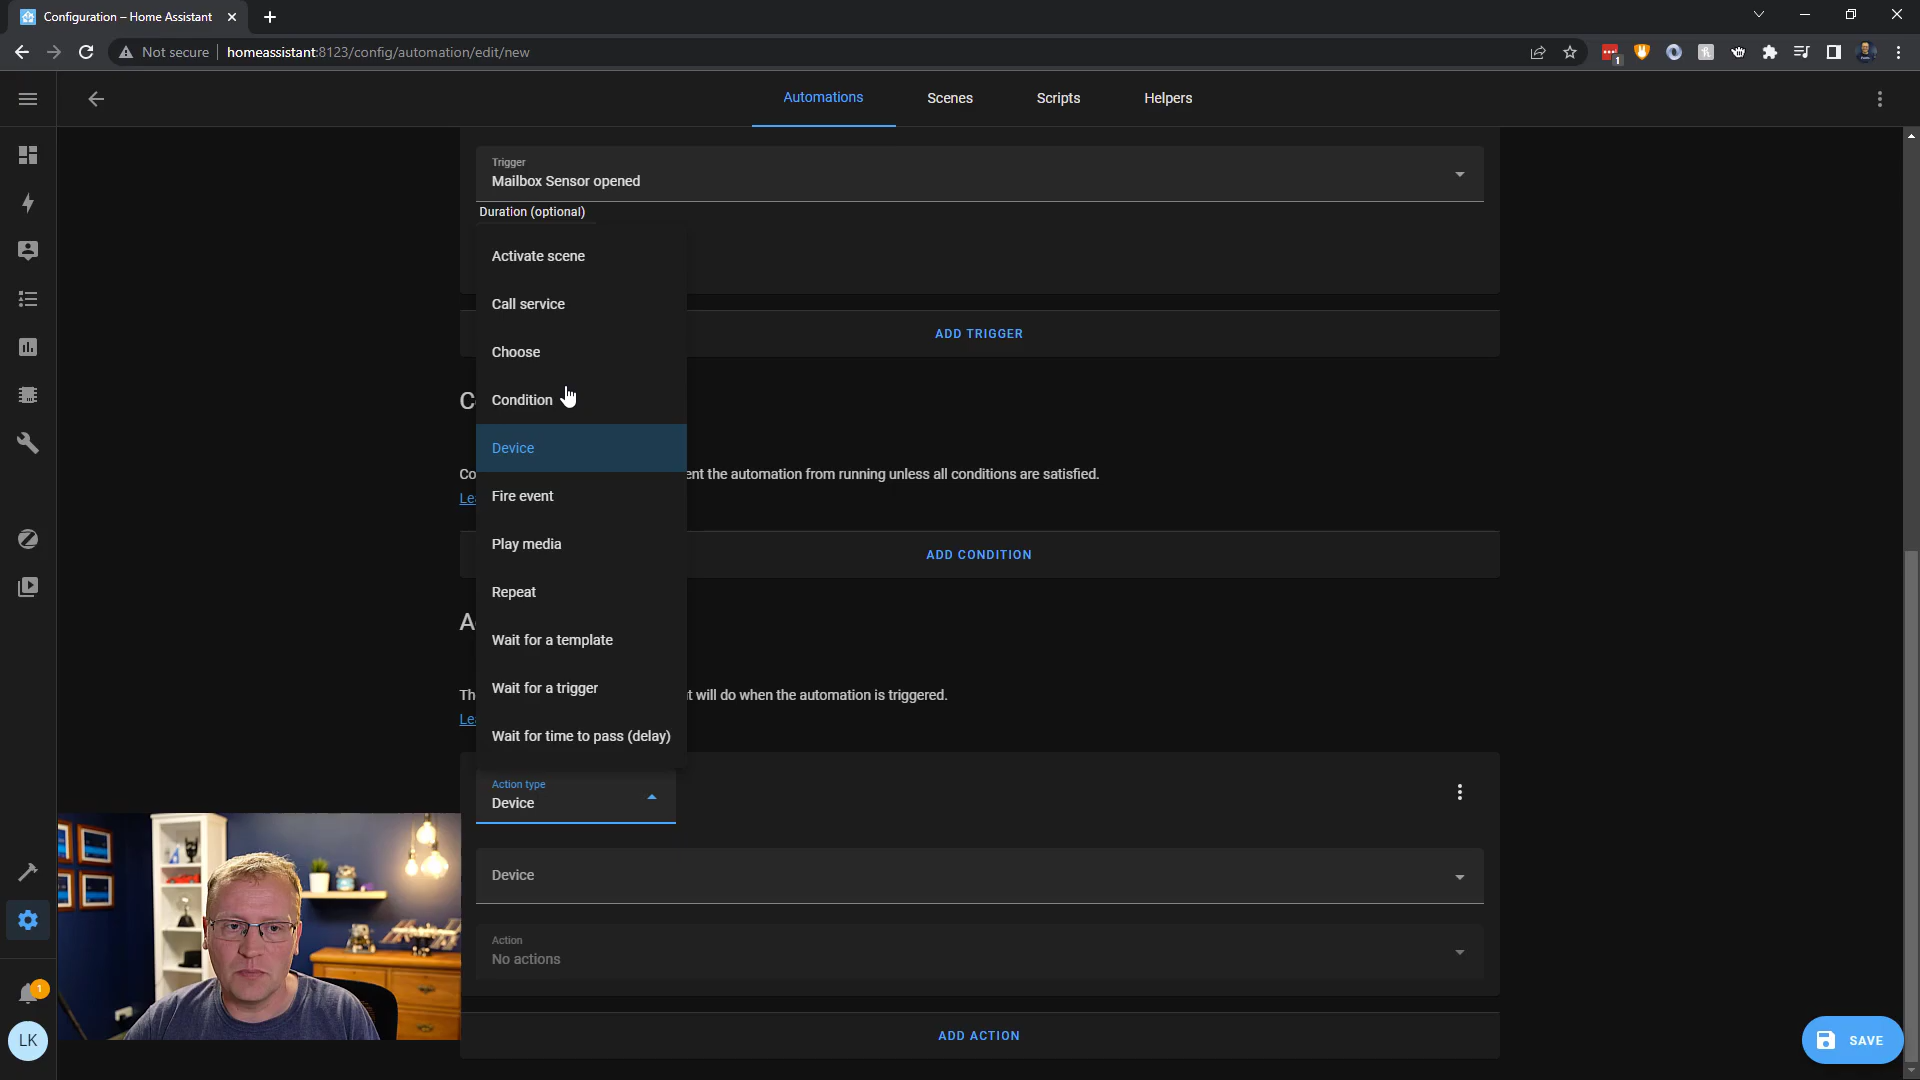 Configuration – Home Assistant
Not secure
homeassistant:8123/config/automation/edit/new
1
Automations
Scenes
Scripts
Helpers
Trigger
Mailbox Sensor opened
Duration (optional)
Activate scene
Call service
ADD TRIGGER
Choose
Condition
C
Device
Co
ent the automation from running unless all conditions are satisfied.
Le
Fire event
Play media
ADD CONDITION
Repeat
A
Wait for a template
Wait for a trigger
Th
t will do when the automation is triggered.
Le
Wait for time to pass (delay)
Action type
Device
Device
Action
No actions
1
LK
ADD ACTION
SAVE